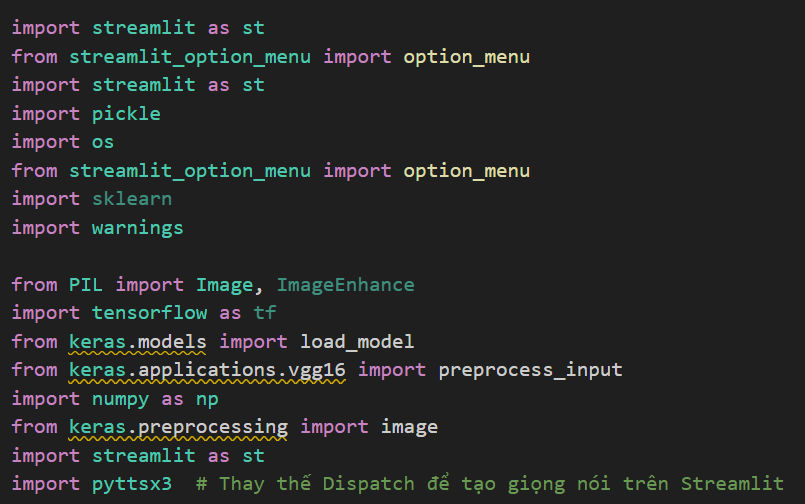 import streamlit as st
from streamlit_option_menu import option_menu
import streamlit as st
import pickle
import os
from streamlit_option_menu import option_menu
import sklearn
import warnings
from PIL import Image, ImageEnhance
import tensorflow as tf
from keras.models import load_model
from keras.applications.vgg16 import preprocess_input
import numpy as np
from keras.preprocessing import image
import streamlit as st
import pyttsx3  # Thay thế Dispatch để tạo giọng nói trên Streamlit